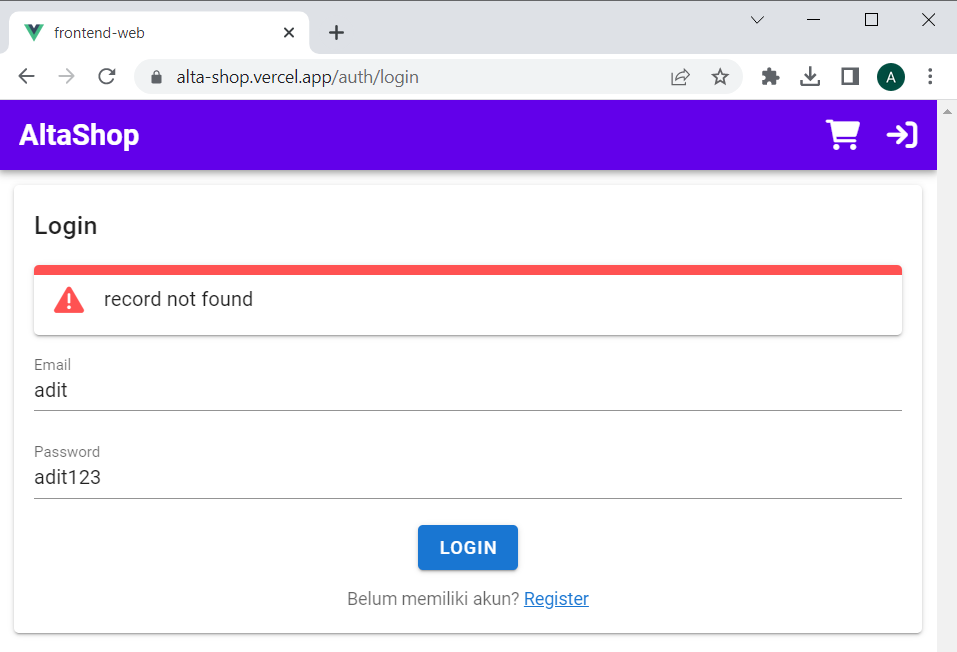 frontend-web
alta-shop.vercel.app/auth/login
A
AltaShop
Login
record not found
Email
adit
Password
adit123
LOGIN
Belum memiliki akun? Register